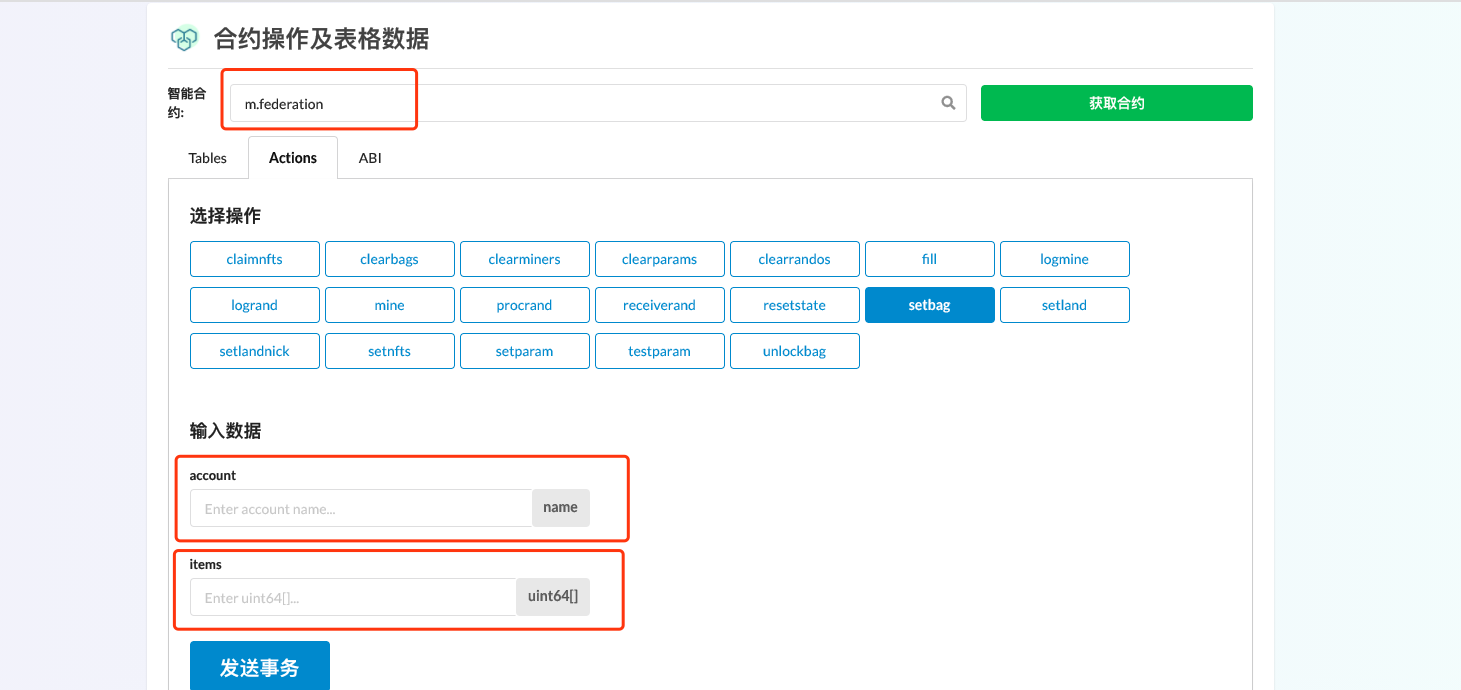 合约操作及表格数据
智能合
约:
m.federation
获取合约
Tables Actions ABI
选择操作
claimnfts clearbags clearminers clearparams clearrandos fill logmine
logrand mine procrand receiverand resetstate setbag setland
setlandnick setnfts setparam testparam unlockbag
输入数据
account
Enter account name... name
items
Enter uint64[]... uint64[]
发送事务